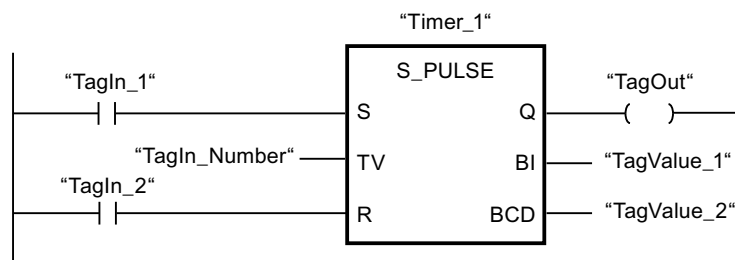 “Timer_1“
S_PULSE
“TagIn_1“
“TagOut“
S
Q
“TagIn_Number“
TV
BI
“TagValue_1“
“TagIn_2“
R
BCD
“TagValue_2“